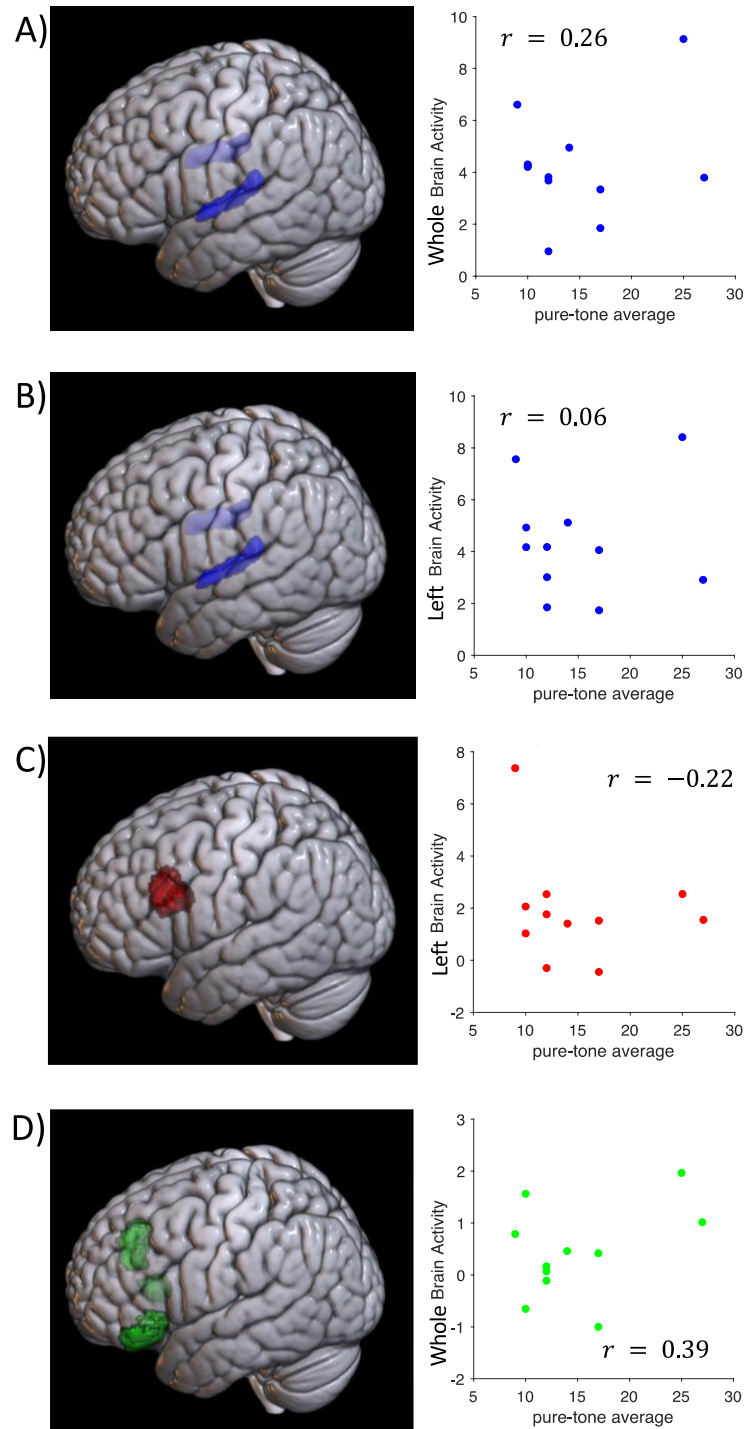 A)
r = 0.26
10
8
6
4
2
0
Whole Brain Activity
5 10 15 20 25 30
pure-tone average
B)
r = 0.06
10
8
6
4
2
0
Left Brain Activity
5 10 15 20 25 30
pure-tone average
C)
r = −0.22
8
6
4
2
0
-2
Left Brain Activity
5 10 15 20 25 30
pure-tone average
D)
3
2
1
0
-1
-2
Whole Brain Activity
r = 0.39
5 10 15 20 25 30
pure-tone average